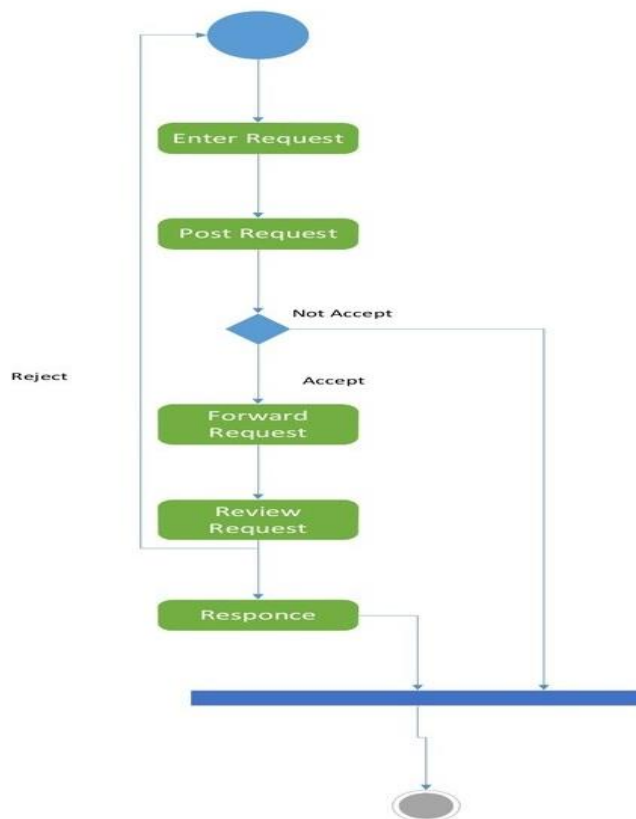 Enter Request
Post Request
Not Accept
Reject
Accept
Forward
Request
Review
Request
Responce